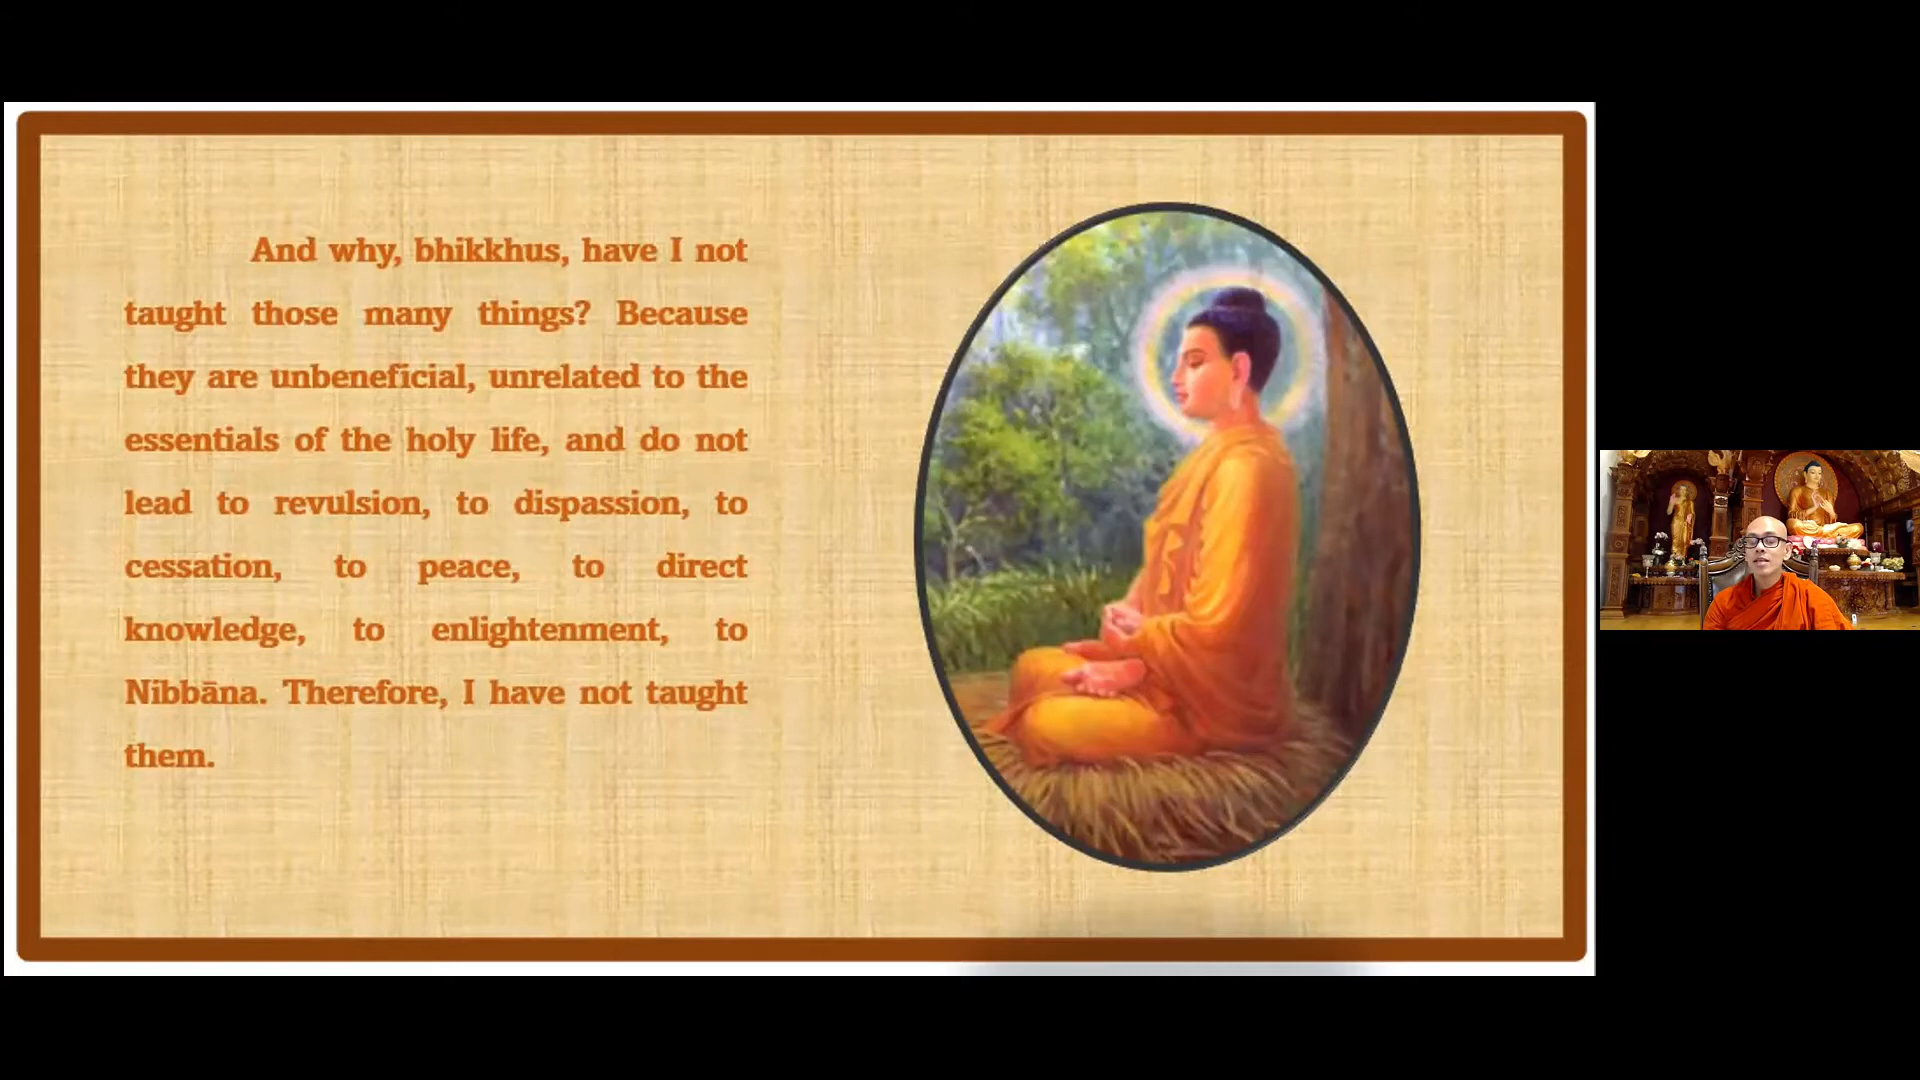 And why, bhikkhus, have I not
taught those many things? Because
they are unbeneficial, unrelated to the
essentials of the holy life, and do not
lead to revulsion, to dispassion, to
cessation, to peace, to direct
knowledge, to enlightenment, to
Nibbāna. Therefore, I have not taught
them.